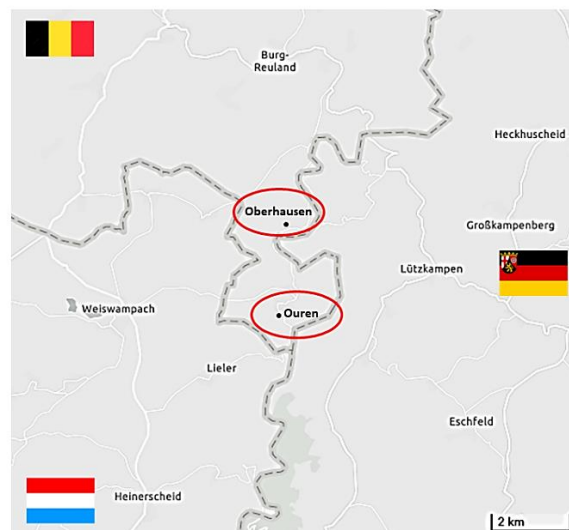 Burg-
Reuland
Heckhuscheid
Oberhausen
Großkampenberg
Lützkampen
Weiswampach
Ouren
Lieler
Eschfeld
Heinerscheid
2 km